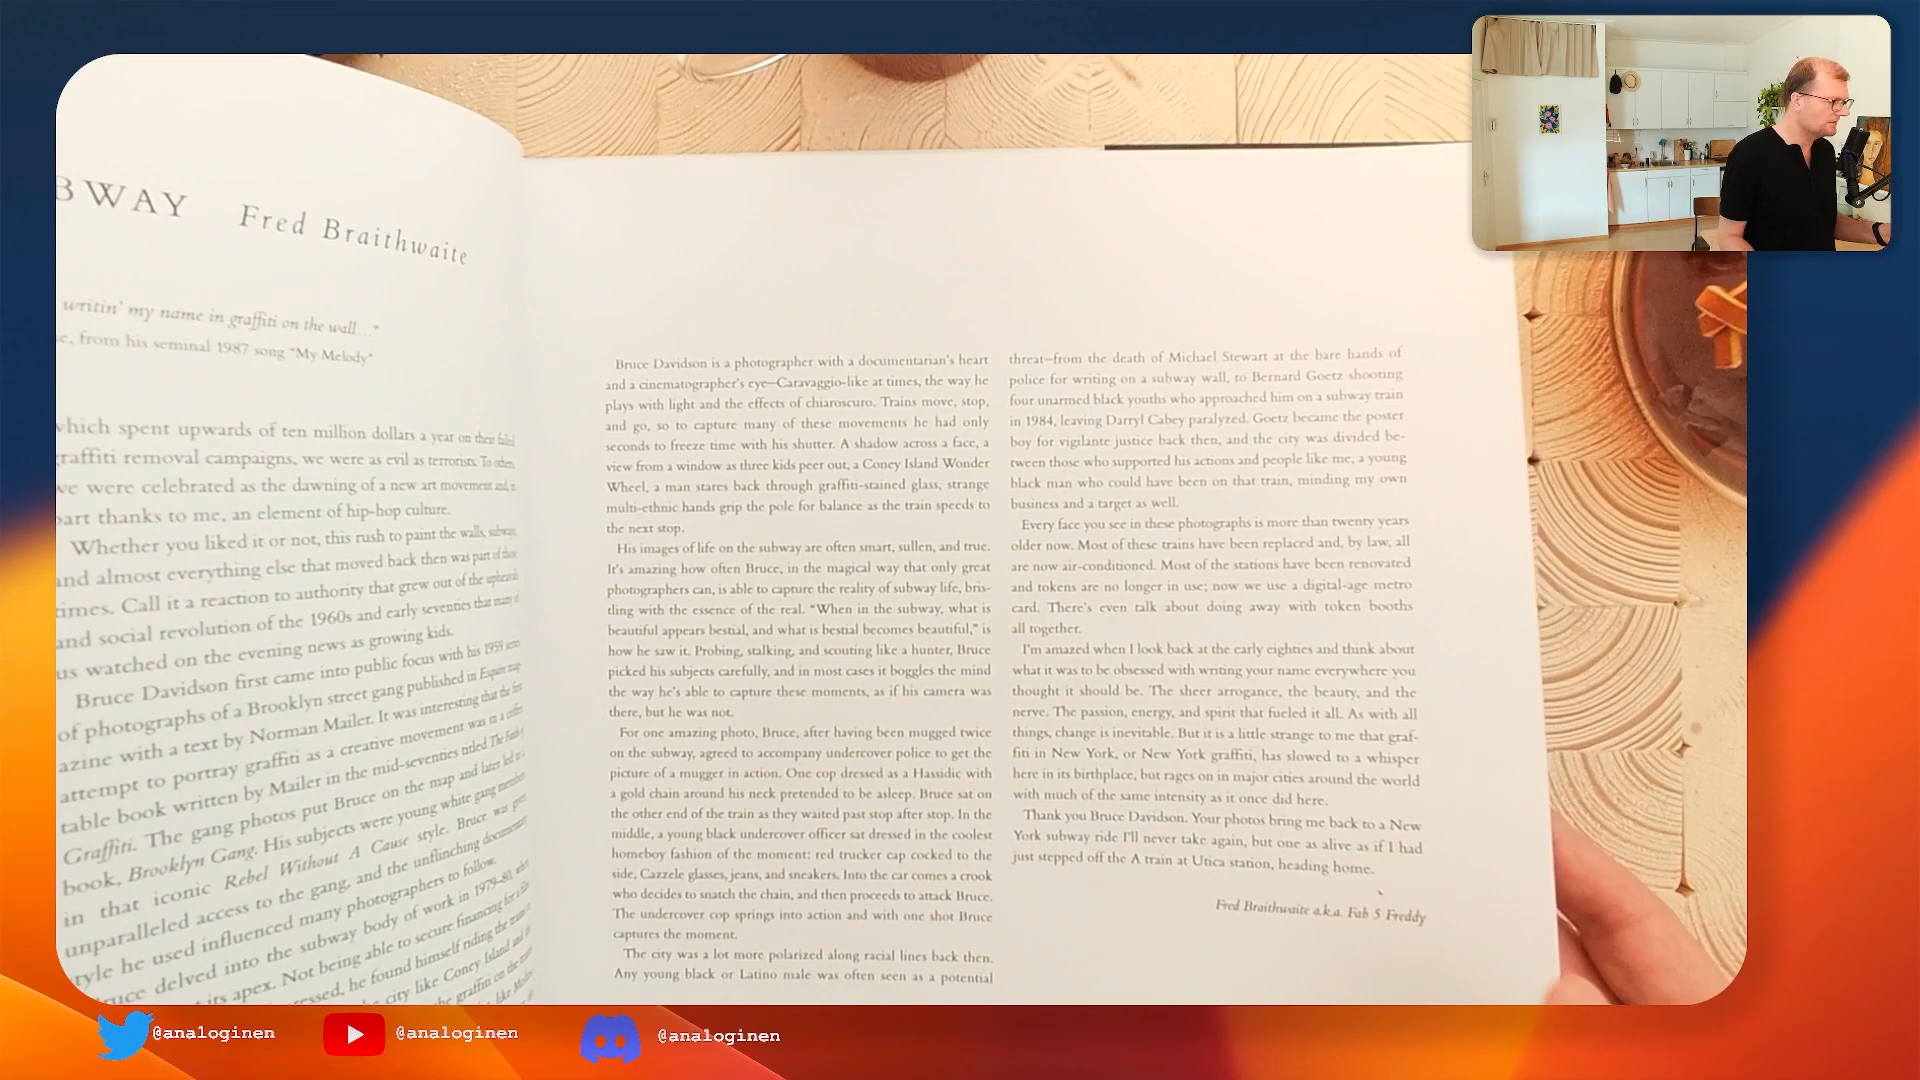 BWAY Fred Braithwaite
writin' my name in graffiti on the wall..."
from his seminal 1987 song "My Melody"
which spent upwards of ten million dollars a year on their failed
graffiti removal campaigns, we were as evil as terrorists. To others,
we were celebrated as the dawning of a new art movement and, in
part thanks to me, an element of hip-hop culture.
Whether you liked it or not, this rush to paint the walls, subways
and almost everything else that moved back then was part of those
times. Call it a reaction to authority that grew out of the upheavals
and social revolution of the 1960s and early seventies that many of
us watched on the evening news as growing kids.
Bruce Davidson first came into public focus with his 1959 series
of photographs of a Brooklyn street gang published in Esquire mag-
azine with a text by Norman Mailer. It was interesting that the first
attempt to portray graffiti as a creative movement was in a coffee
table book written by Mailer in the mid-seventies titled The Faith of
Graffiti. The gang photos put Bruce on the map and later led to a
book, Brooklyn Gang. His subjects were young white gang members
in that iconic Rebel Without A Cause style. Bruce was given
unparalleled access to the gang, and the unflinching documentary
style he used influenced many photographers to follow.
Bruce delved into the subway body of work in 1979–80, when
its apex. Not being able to secure financing for a film
he found himself riding the train
city like Coney Island and
the graffiti on the train
like
Bruce Davidson is a photographer with a documentarian's heart
and a cinematographer's eye—Caravaggio-like at times, the way he
plays with light and the effects of chiaroscuro. Trains move, stop,
and go, so to capture many of these movements he had only
seconds to freeze time with his shutter. A shadow across a face, a
view from a window as three kids peer out, a Coney Island Wonder
Wheel, a man stares back through graffiti-stained glass, strange
multi-ethnic hands grip the pole for balance as the train speeds to
the next stop.
His images of life on the subway are often smart, sullen, and true.
It's amazing how often Bruce, in the magical way that only great
photographers can, is able to capture the reality of subway life, bris-
tling with the essence of the real. "When in the subway, what is
beautiful appears bestial, and what is bestial becomes beautiful," is
how he saw it. Probing, stalking, and scouting like a hunter, Bruce
picked his subjects carefully, and in most cases it boggles the mind
the way he's able to capture these moments, as if his camera was
there, but he was not.
For one amazing photo, Bruce, after having been mugged twice
on the subway, agreed to accompany undercover police to get the
picture of a mugger in action. One cop dressed as a Hassidic with
a gold chain around his neck pretended to be asleep. Bruce sat on
the other end of the train as they waited past stop after stop. In the
middle, a young black undercover officer sat dressed in the coolest
homeboy fashion of the moment: red trucker cap cocked to the
side, Cazzele glasses, jeans, and sneakers. Into the car comes a crook
who decides to snatch the chain, and then proceeds to attack Bruce.
The undercover cop springs into action and with one shot Bruce
captures the moment.
The city was a lot more polarized along racial lines back then.
Any young black or Latino male was often seen as a potential
threat—from the death of Michael Stewart at the bare hands of
police for writing on a subway wall, to Bernard Goetz shooting
four unarmed black youths who approached him on a subway train
in 1984, leaving Darryl Cabey paralyzed. Goetz became the poster
boy for vigilante justice back then, and the city was divided be-
tween those who supported his actions and people like me, a young
black man who could have been on that train, minding my own
business and a target as well.
Every face you see in these photographs is more than twenty years
older now. Most of these trains have been replaced and, by law, all
are now air-conditioned. Most of the stations have been renovated
and tokens are no longer in use; now we use a digital-age metro
card. There's even talk about doing away with token booths
all together.
I'm amazed when I look back at the early eighties and think about
what it was to be obsessed with writing your name everywhere you
thought it should be. The sheer arrogance, the beauty, and the
nerve. The passion, energy, and spirit that fueled it all. As with all
things, change is inevitable. But it is a little strange to me that graf-
fiti in New York, or New York graffiti, has slowed to a whisper
here in its birthplace, but rages on in major cities around the world
with much of the same intensity as it once did here.
Thank you Bruce Davidson. Your photos bring me back to a New
York subway ride I'll never take again, but one as alive as if I had
just stepped off the A train at Utica station, heading home.
Fred Braithwaite a.k.a. Fab 5 Freddy
@analoginen @analoginen @analoginen